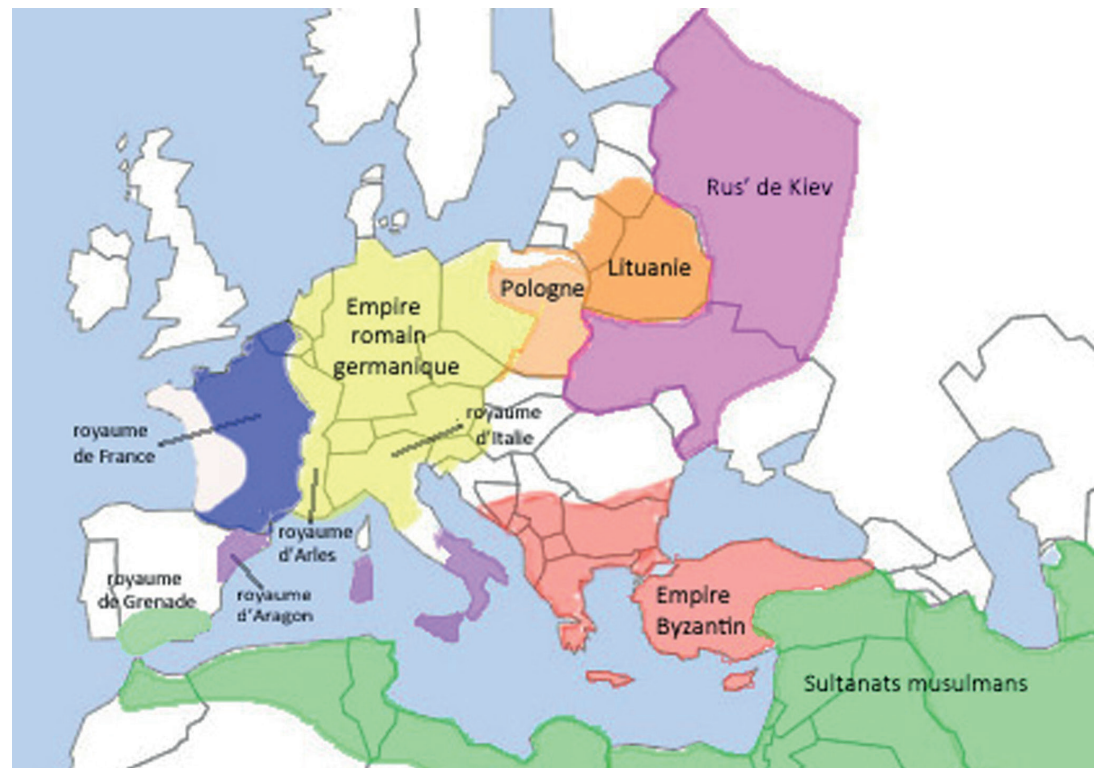 Rus' de Kiev
Lituanie
Pologne
Empire
romain
germanique
royaume
d'Italie
royaume
de France
royaume
d'Arles
royaume
de Grenade
royaume
d'Aragon
Empire
Byzantin
Sultanats musulmans